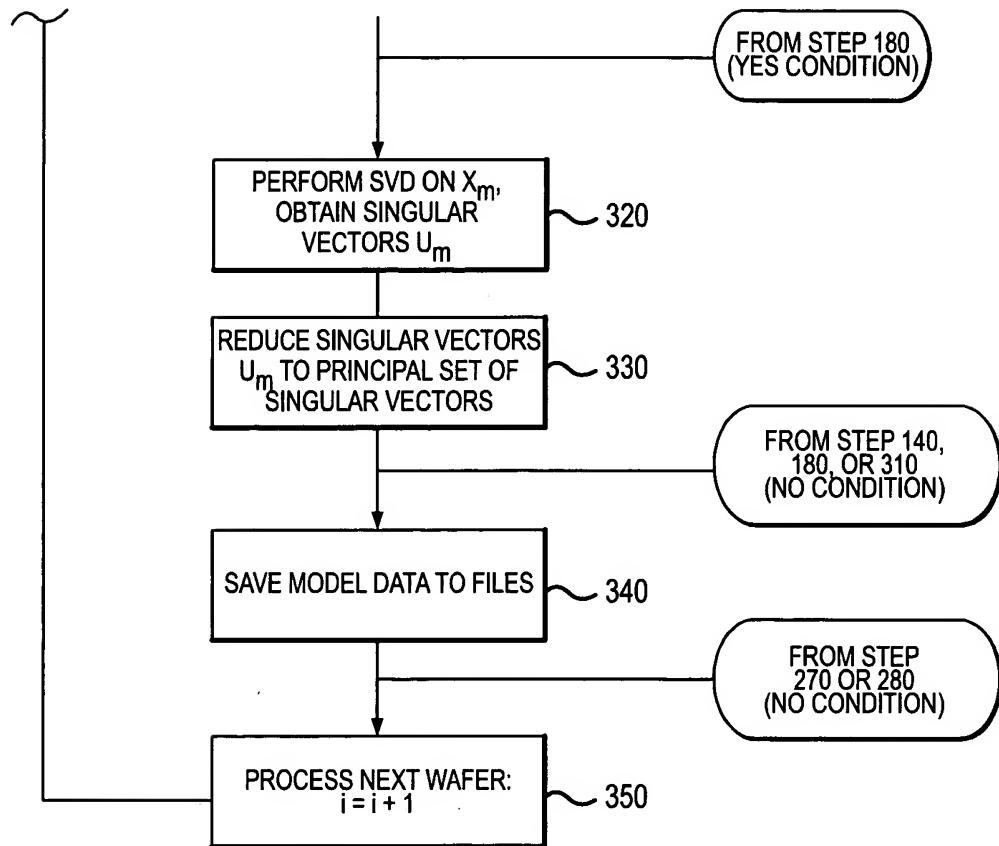 FROM STEP 180
(YES CONDITION)
PERFORM SVD ON Xm,
OBTAIN SINGULAR
VECTORS Um
320
REDUCE SINGULAR VECTORS
Um TO PRINCIPAL SET OF
SINGULAR VECTORS
330
FROM STEP 140,
180, OR 310
(NO CONDITION)
SAVE MODEL DATA TO FILES
340
FROM STEP
270 OR 280
(NO CONDITION)
PROCESS NEXT WAFER:
i = i + 1
350